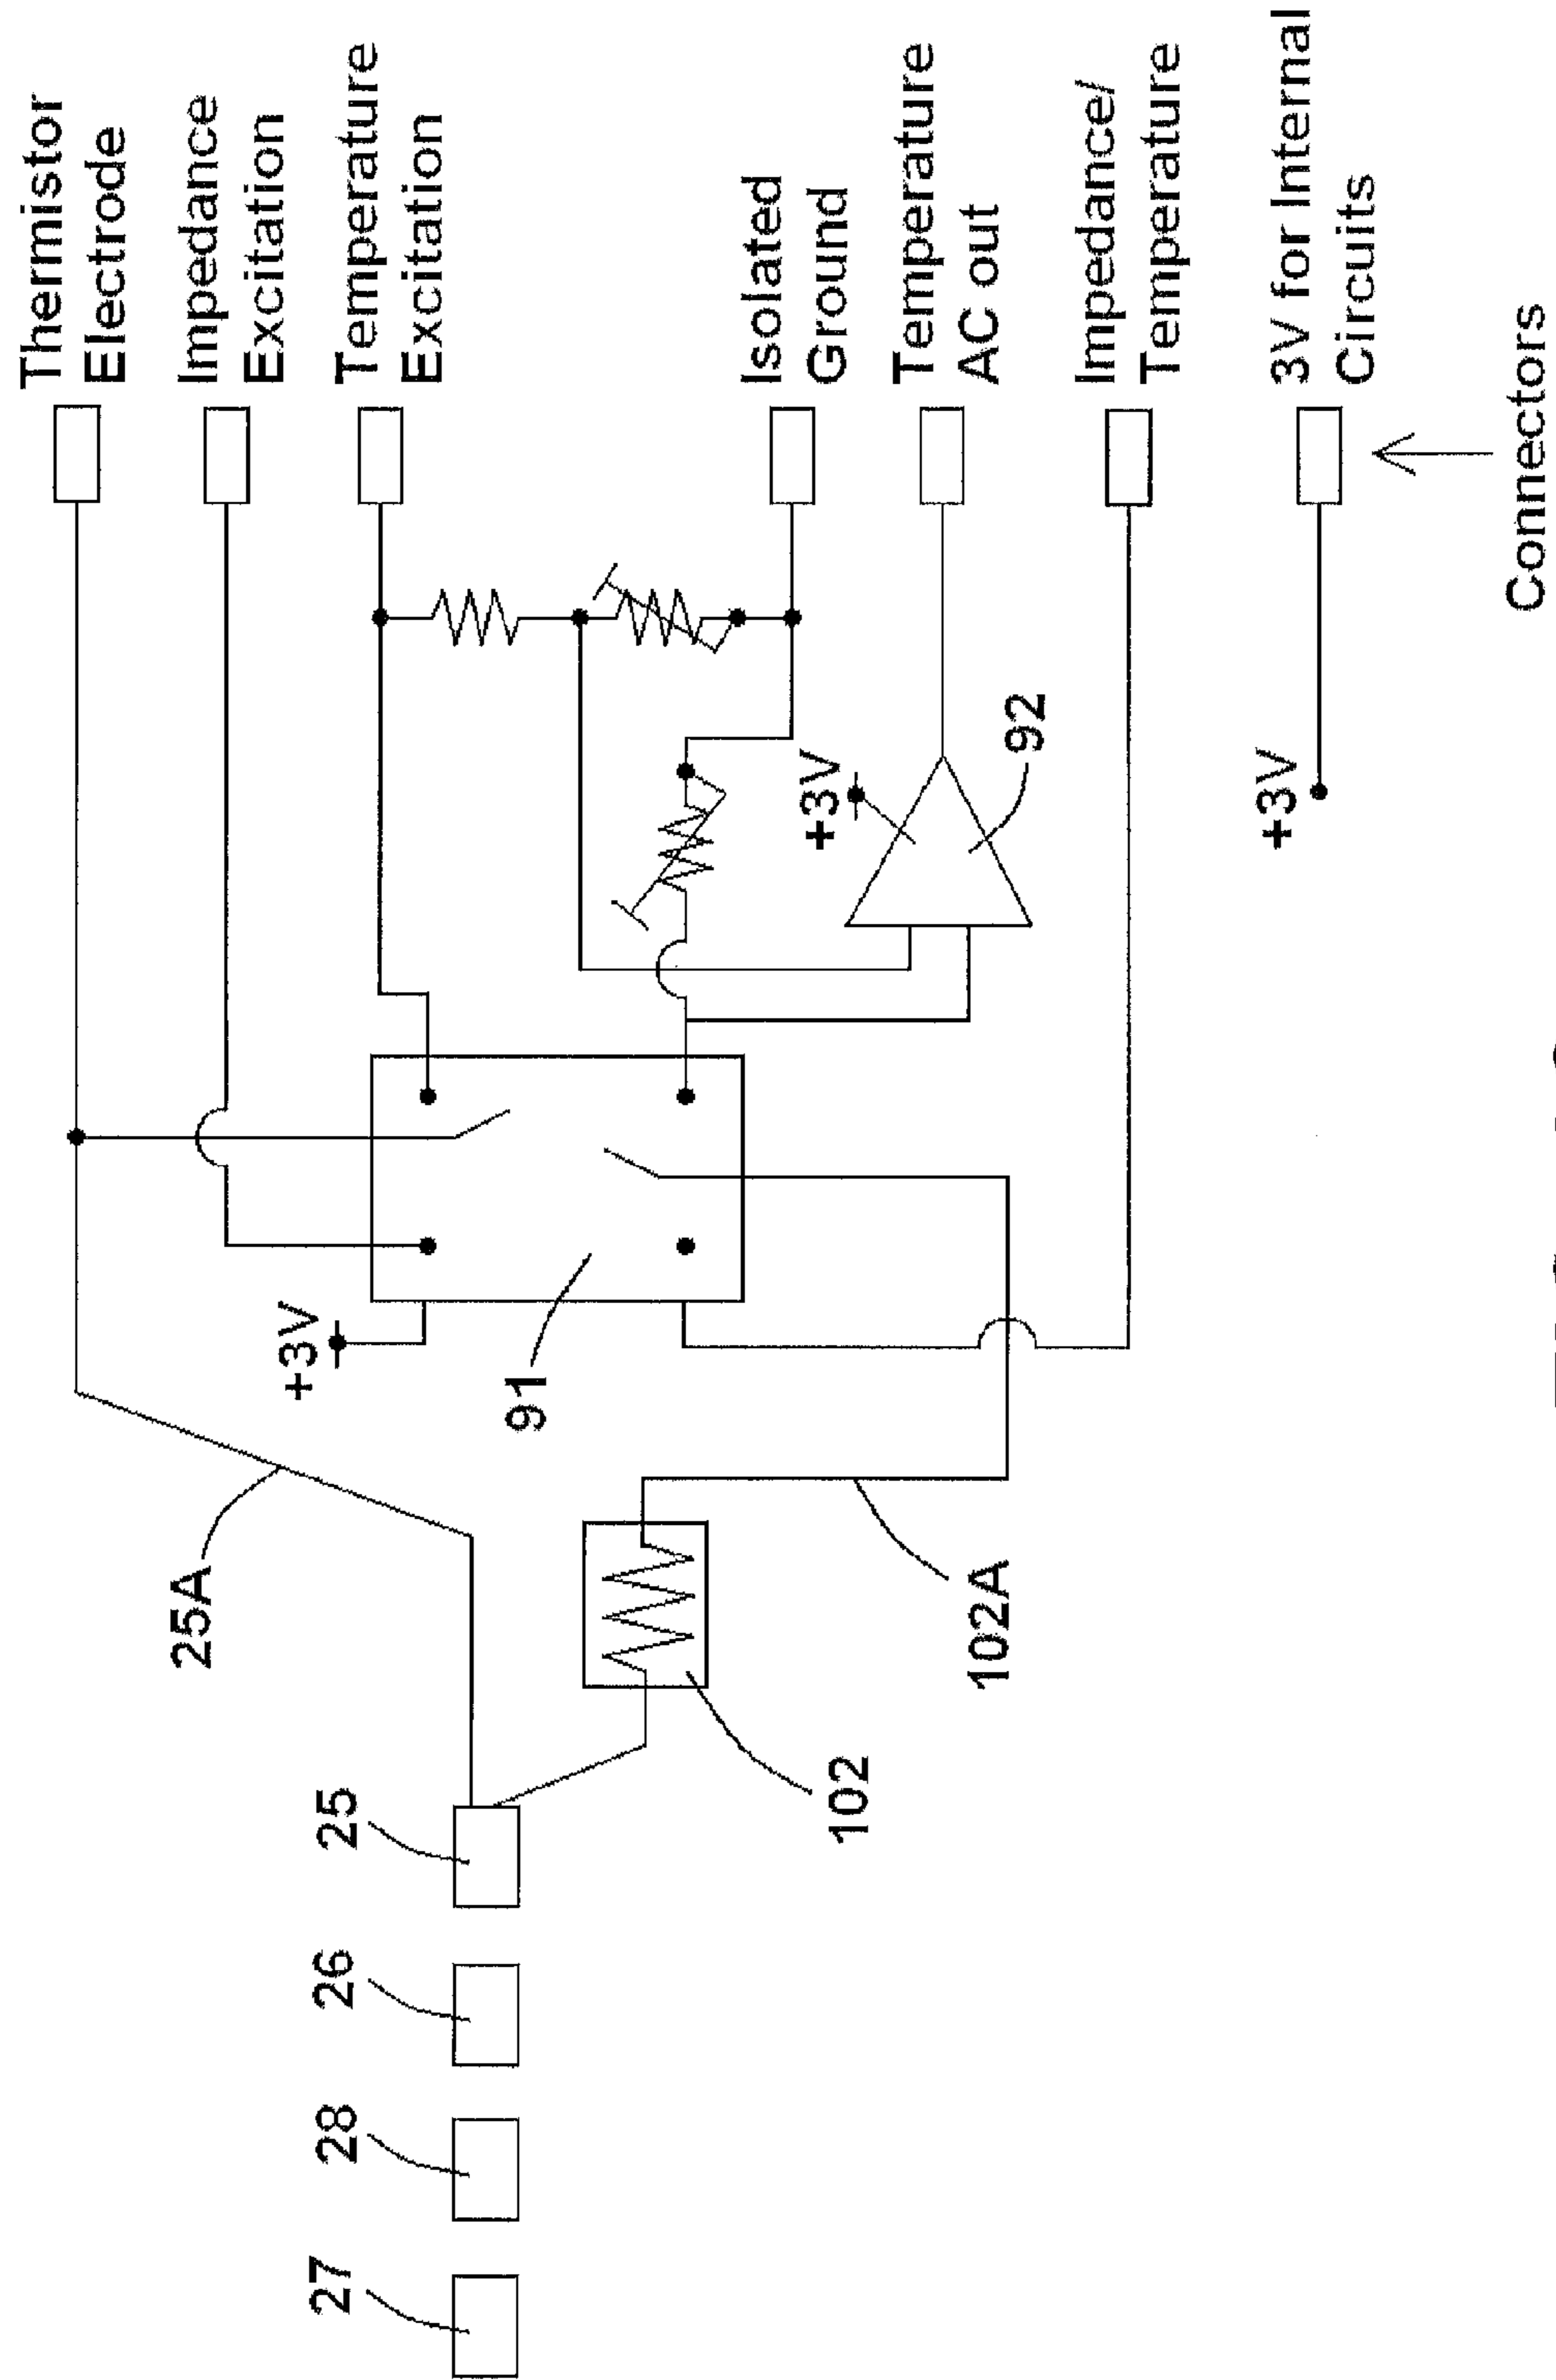 Thermistor
Electrode
Impedance
Excitation
Temperature
Excitation
Isolated
Ground
Temperature
AC out
Impedance/
Temperature
3V for Internal
Circuits
Connectors
+3V
92
+3V
+3V
91
25A
102A
102
25
26
28
27